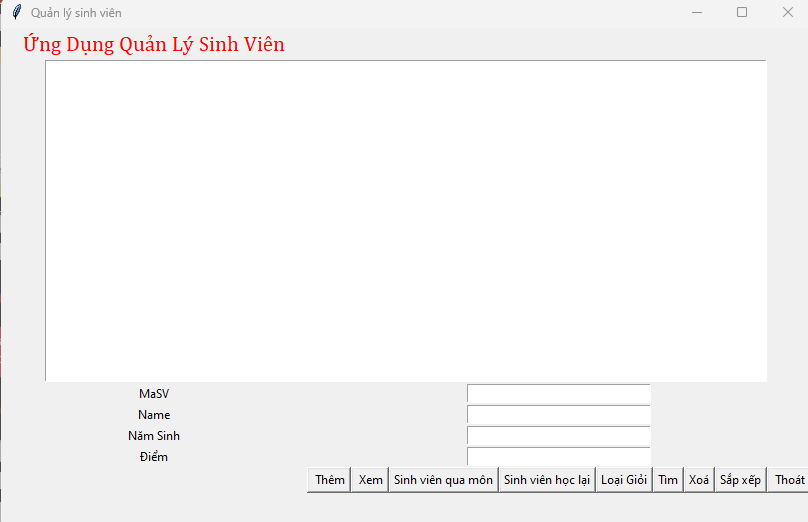 Quản lý sinh viên
Ứng Dụng Quản Lý Sinh Viên
MaSV
Name
Năm Sinh
Điểm
Thêm Xem Sinh viên qua môn Sinh viên học lại Loại Giỏi Tìm Xoá Sắp xếp Thoát